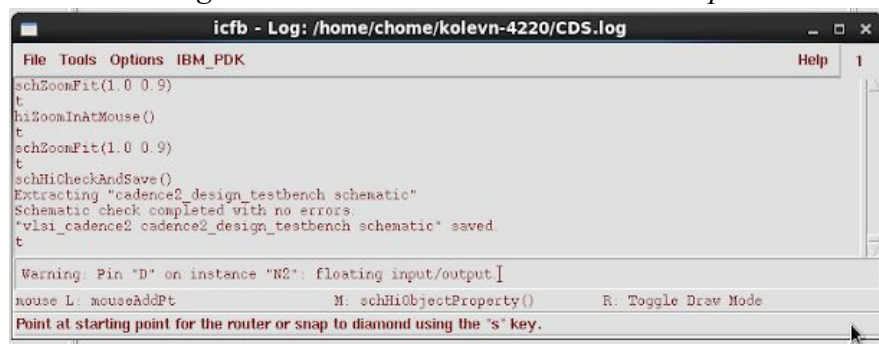 icfb - Log: /home/chome/kolevn-4220/CDS.log
File Tools Options IBM_PDK Help 1
schZoomFit(1.0 0.9)
t
hiZoomInAtMouse()
t
schZoomFit(1.0 0.9)
t
schHiCheckAndSave()
Extracting "cadence2_design_testbench schematic"
Schematic check completed with no errors.
"vlsi_cadence2 cadence2_design_testbench schematic" saved.
t
Warning: Pin "D" on instance "N2": floating input/output.
mouse L: mouseAddPt M: schHiObjectProperty() R: Toggle Draw Mode
Point at starting point for the router or snap to diamond using the "s" key.